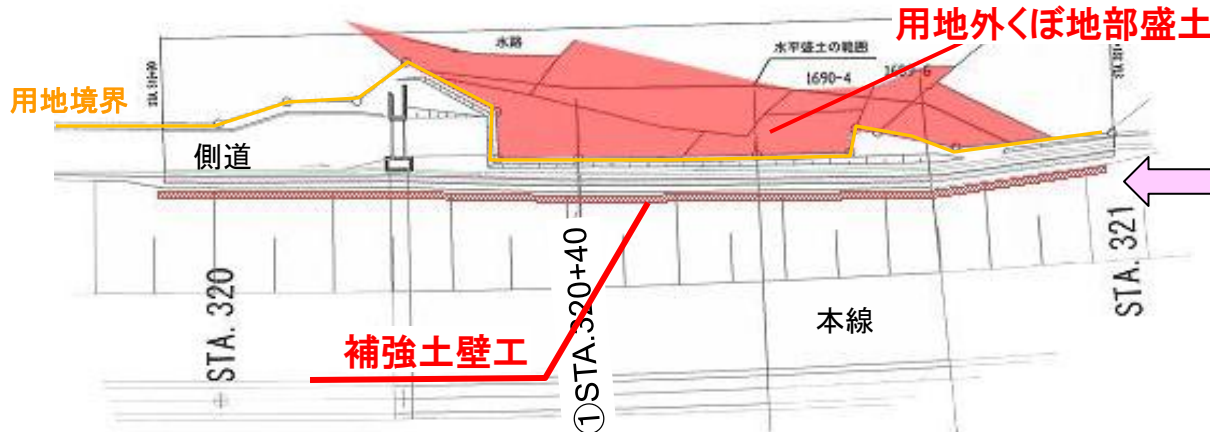 用地外くぼ地部盛土
水路
水平盛土の範囲
1690-4
用地境界
側道
STA. 320
①STA.320+40
STA. 321
本線
補強土壁工